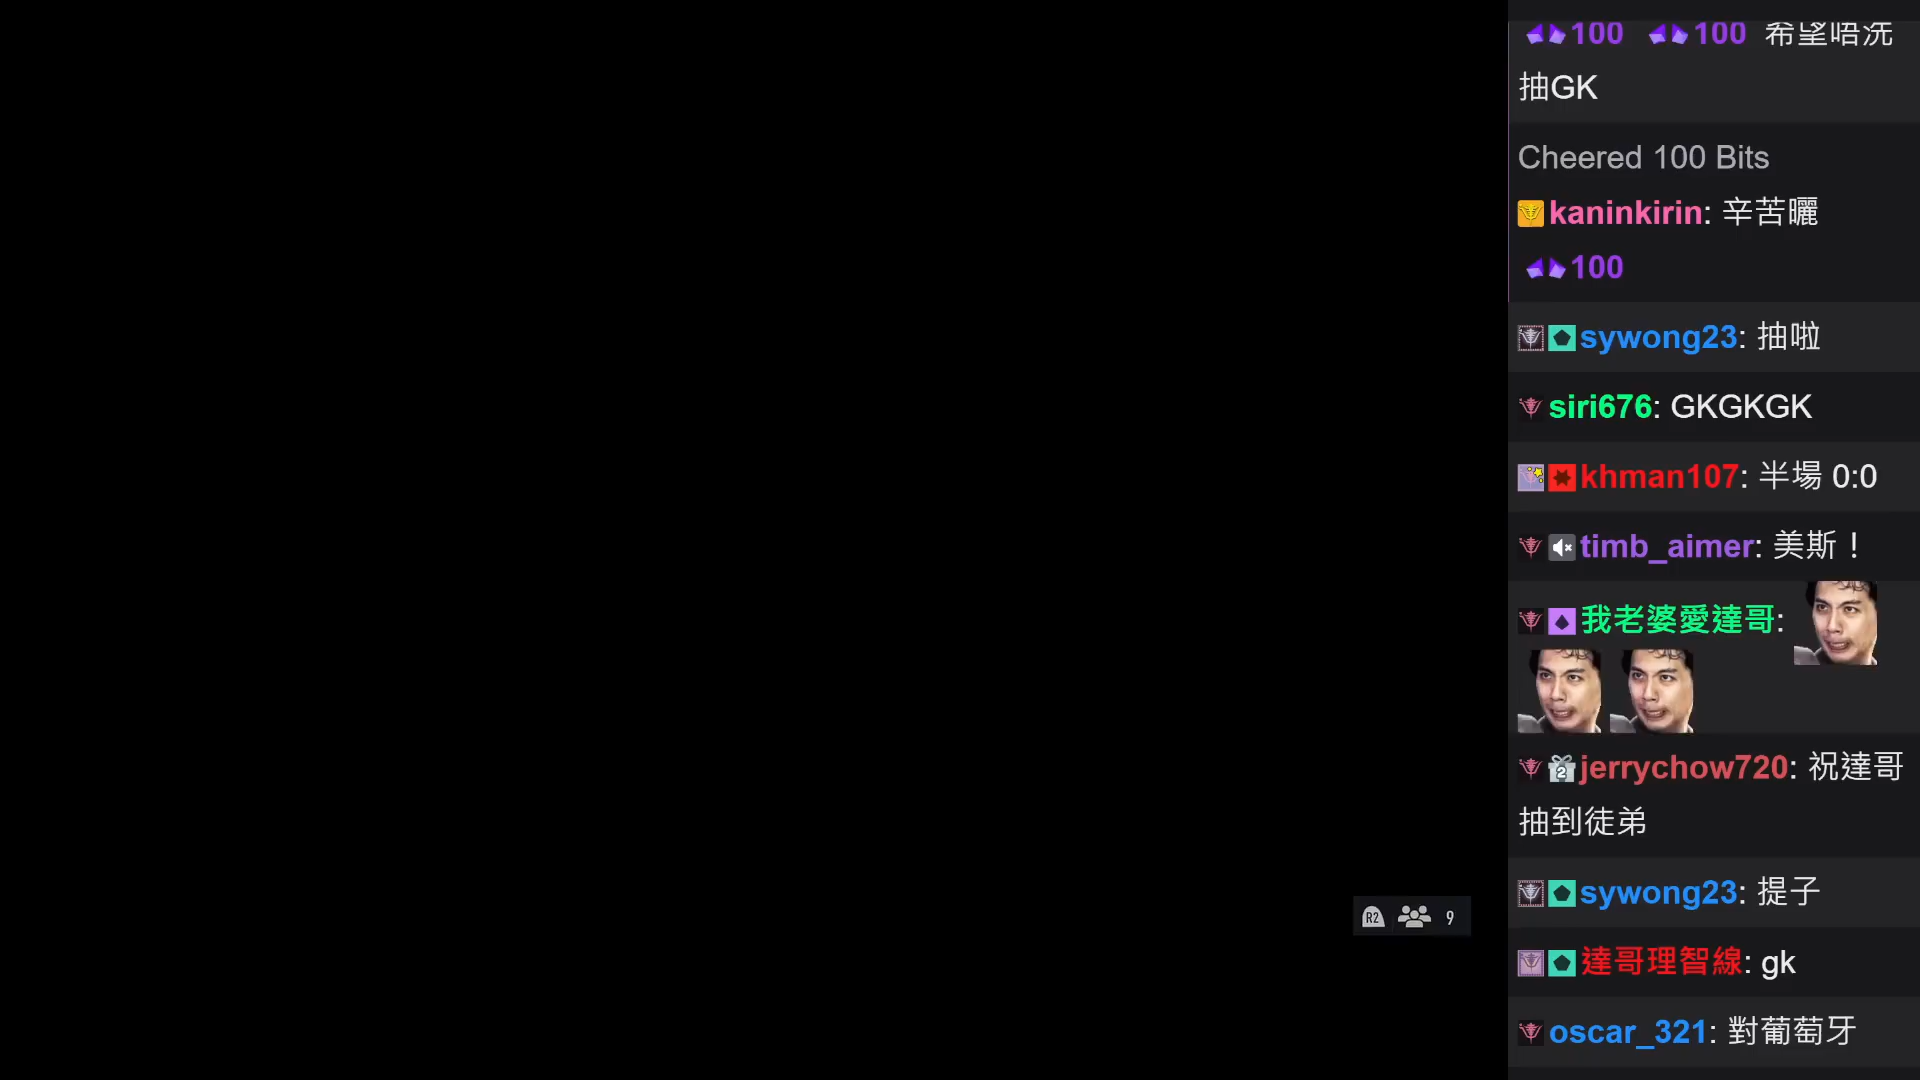 100 100 希望唔洗
抽GK
Cheered 100 Bits
kaninkirin: 辛苦曬
100
sywong23: 抽啦
siri676: GKGKGK
khman107: 半場 0:0
timb_aimer: 美斯！
我老婆愛達哥:
2 jerrychow720: 祝達哥
抽到徒弟
sywong23: 提子
R2 9
達哥理智線: gk
oscar_321: 對葡萄牙